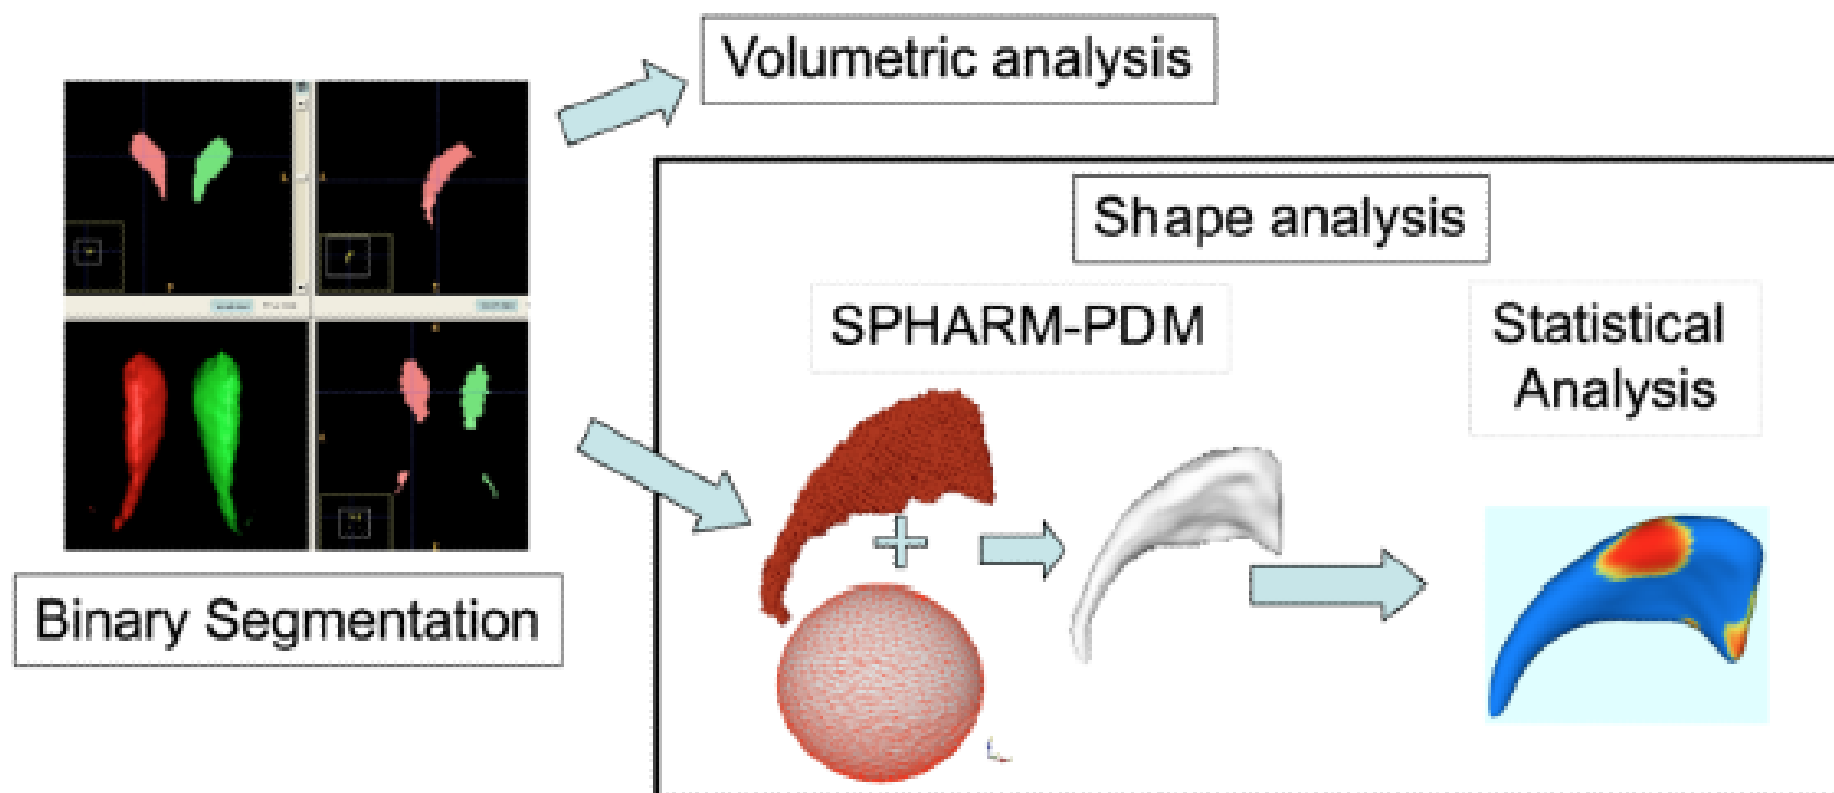 Volumetric analysis
Shape analysis
SPHARM-PDM
Statistical
Analysis
Binary Segmentation